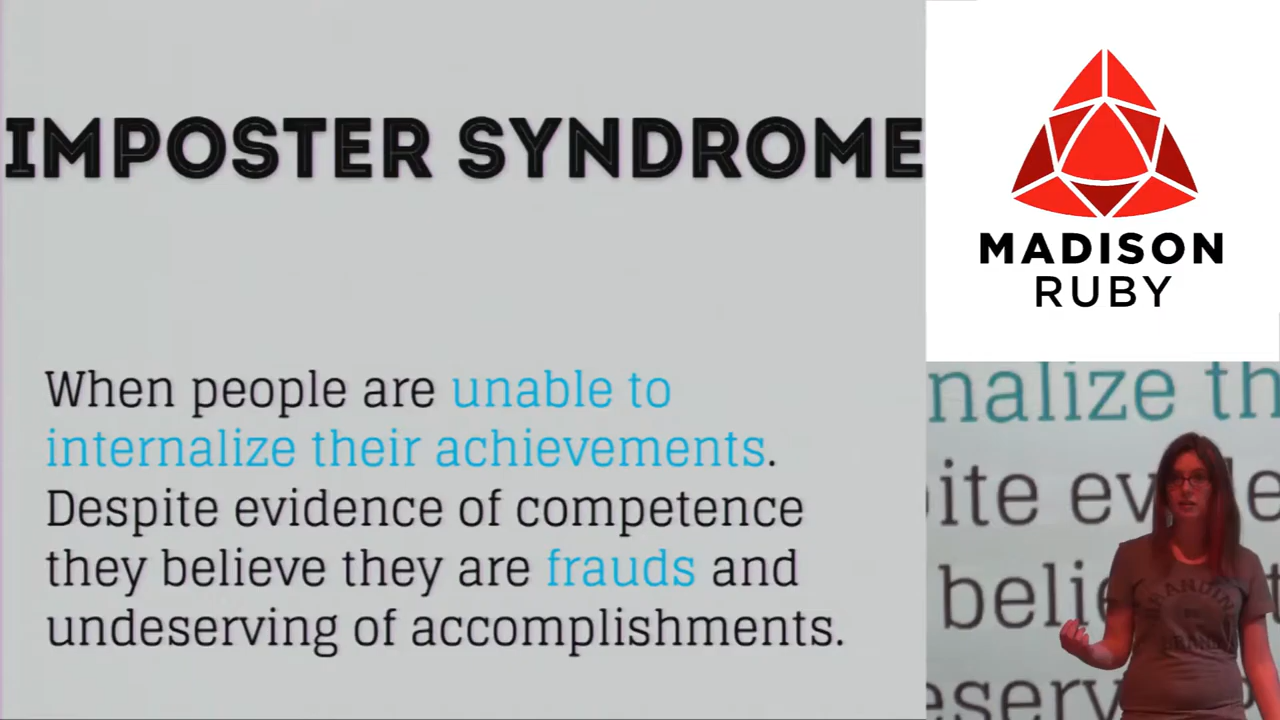 IMPOSTER SYNDROME
When people are unable to
internalize their achievements.
Despite evidence of competence
they believe they are frauds and
undeserving of accomplishments.
MADISON
RUBY
nalize th
ite evide
belie
eserv